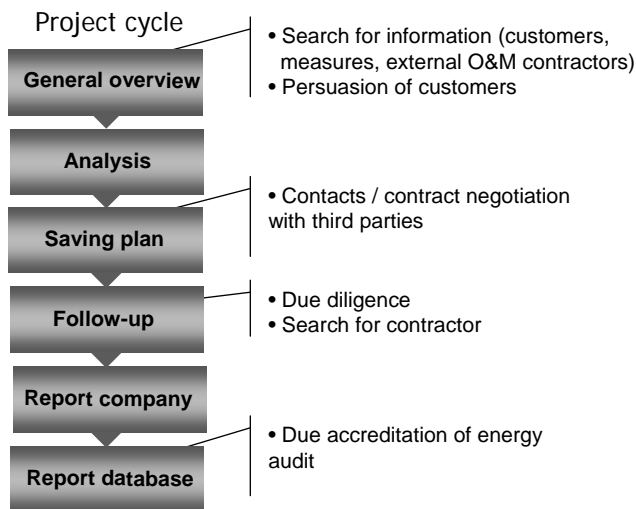 Project cycle
General overview
• Search for information (customers,
measures, external O&M contractors)
• Persuasion of customers
Analysis
Saving plan
• Contacts / contract negotiation
with third parties
Follow-up
• Due diligence
• Search for contractor
Report company
Report database
• Due accreditation of energy
audit